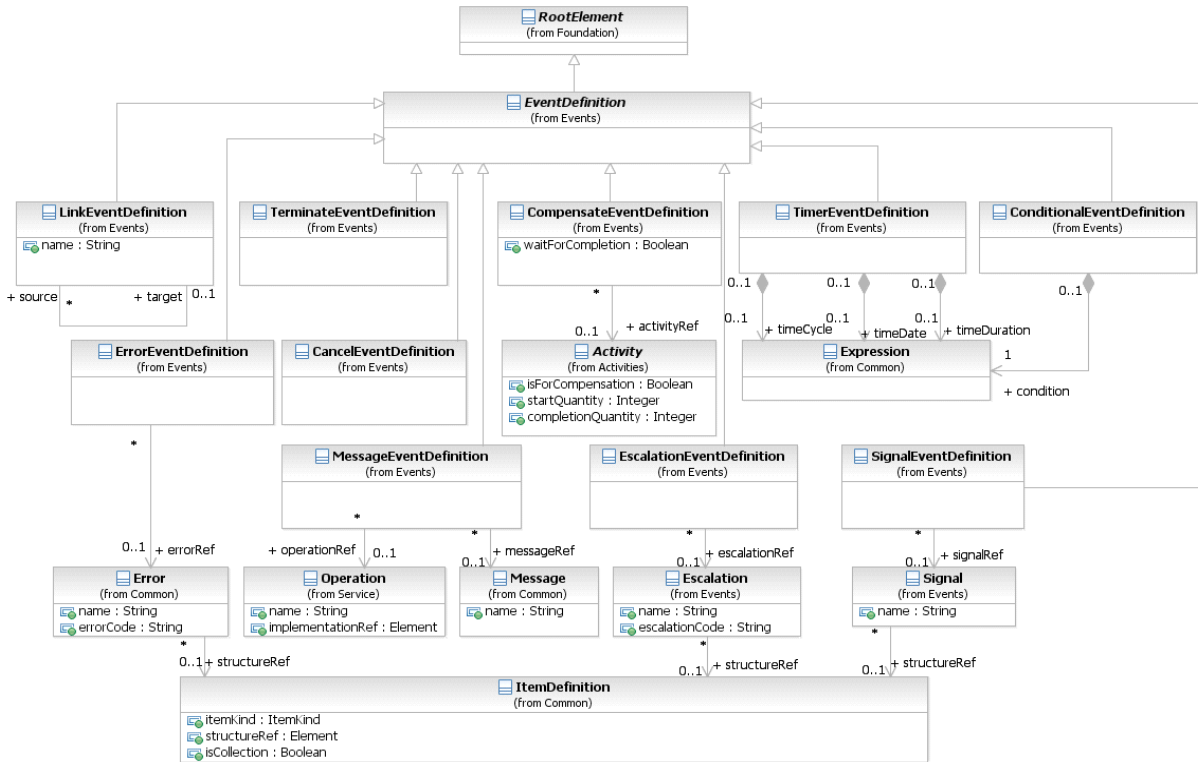 RootElement
(from Foundation)
EventDefinition
(from Events)
LinkEventDefinition
(from Events)
name : String
TerminateEventDefinition
(from Events)
CompensateEventDefinition
(from Events)
waitForCompletion : Boolean
TimerEventDefinition
(from Events)
ConditionalEventDefinition
(from Events)
+ source
*
+ target
0..1
*
0..1
+ activityRef
0..1
0..1
+ timeCycle
0..1
0..1
+ timeDate
0..1
0..1
+ timeDuration
0..1
1
+ condition
ErrorEventDefinition
(from Events)
CancelEventDefinition
(from Events)
Activity
(from Activities)
isForCompensation : Boolean
startQuantity : Integer
completionQuantity : Integer
Expression
(from Common)
MessageEventDefinition
(from Events)
EscalationEventDefinition
(from Events)
SignalEventDefinition
(from Events)
*
0..1
+ errorRef
*
+ operationRef
0..1
*
0..1
+ messageRef
*
0..1
+ escalationRef
*
0..1
+ signalRef
Error
(from Common)
name : String
errorCode : String
Operation
(from Service)
name : String
implementationRef : Element
Message
(from Common)
name : String
Escalation
(from Events)
name : String
escalationCode : String
Signal
(from Events)
name : String
*
0..1
+ structureRef
*
0..1
+ structureRef
*
0..1
+ structureRef
ItemDefinition
(from Common)
itemKind : ItemKind
structureRef : Element
isCollection : Boolean